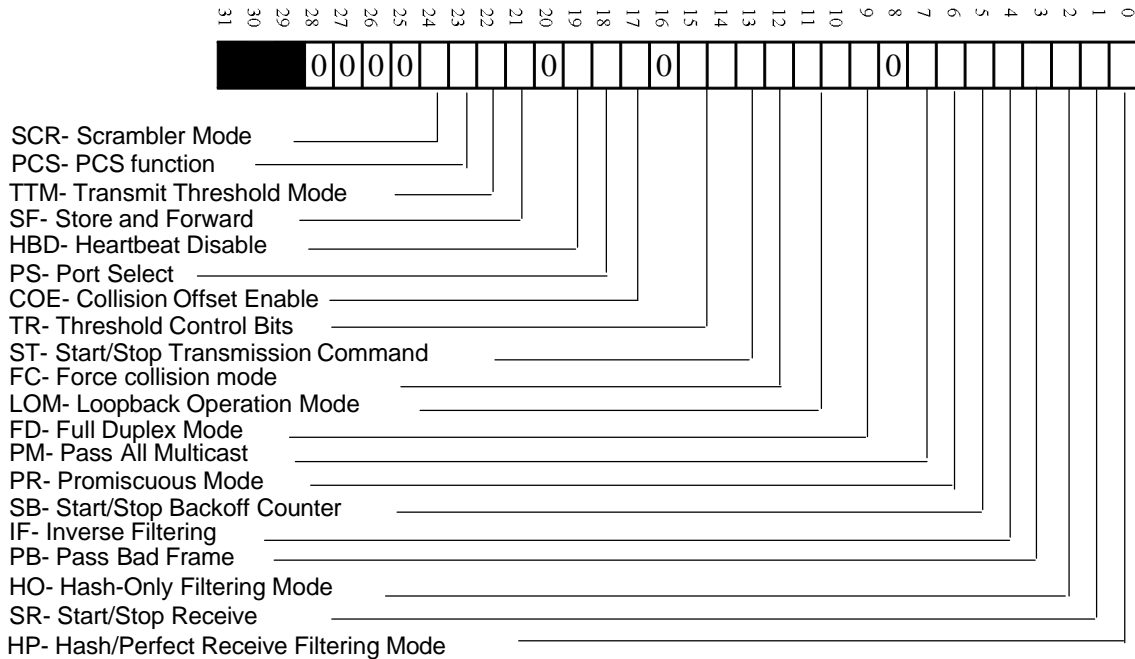 31 30 29 28 28 26 25 25 23 22 21 20 19 18 17 16 15 14 13 12 11 10 9 8 7 6 5 4 3 2 1 0
0 0 0 0 0 0 0
SCR- Scrambler Mode
PCS- PCS function
TTM- Transmit Threshold Mode
SF- Store and Forward
HBD- Heartbeat Disable
PS- Port Select
COE- Collision Offset Enable
TR- Threshold Control Bits
ST- Start/Stop Transmission Command
FC- Force collision mode
LOM- Loopback Operation Mode
FD- Full Duplex Mode
PM- Pass All Multicast
PR- Promiscuous Mode
SB- Start/Stop Backoff Counter
IF- Inverse Filtering
PB- Pass Bad Frame
HO- Hash-Only Filtering Mode
SR- Start/Stop Receive
HP- Hash/Perfect Receive Filtering Mode